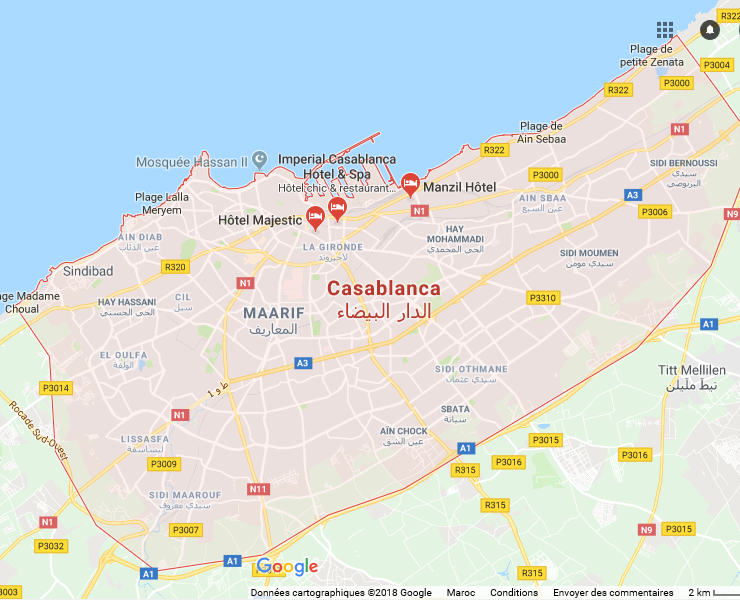 R322
Plage de
petite Zenata
P3004
P3000
R322
N1
Plage de
Ain Sebaa
R322
Mosquée Hassan II
Imperial Casablanca
Hotel & Spa
Hôtel chic & restaurant...
SIDI BERNOUSSI
سيدي
البرنوصي
P3000
Manzil Hôtel
Plage Lalla
Meryem
AIN SBAA
عين السبع
A3
N1
P3006
N9
Hôtel Majestic
AIN DIAB
عين الدئاب
LA GIRONDE
لاجيروند
HAY
MOHAMMADI
الحي المحمدي
SIDI MOUMEN
سيدي مومن
Sindibad
R320
N1
Casablanca
الدار البيضاء
age Madame
Choual
HAY HASSANI
الحي الحسني
CIL
سيل
MAARIF
المعاريف
P3310
A1
EL OULFA
الولفة
A3
SIDI OTHMANE
سيدي عثمان
Titt Mellilen
تيط مليلن
P3014
ط و 1
Rocade Sud-Ouest
N1
SBATA
سباتة
AÏN CHOCK
عين الشق
LISSASFA
ليساسفة
A1
P3015
P3009
R315
P3016
P3016
SIDI MAAROUF
سيدي معروف
N11
R315
N1
P3007
N9
P3015
P3032
A1
A1
Google
R315
3003
Données cartographiques ©2018 Google
Maroc
Conditions
Envoyer des commentaires
2 km